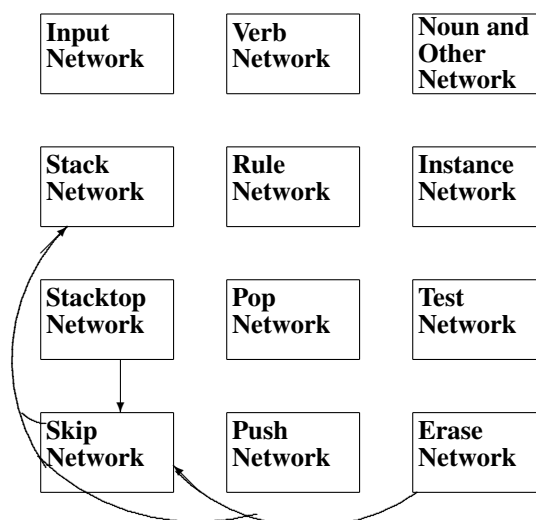 Input
Network
Verb
Network
Noun and
Other
Network
Stack
Network
Rule
Network
Instance
Network
Stacktop
Network
Pop
Network
Test
Network
Skip
Network
Push
Network
Erase
Network